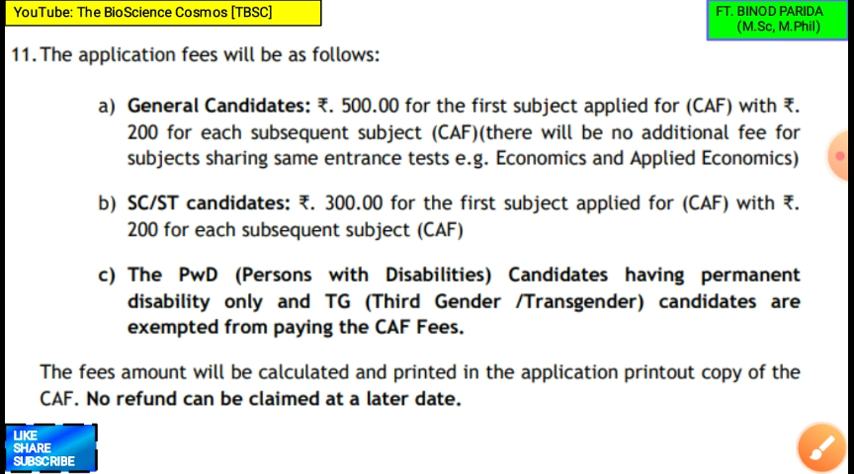 YouTube: The BioScience Cosmos [TBSC]
FT. BINOD PARIDA
(M.Sc, M.Phil)
11. The application fees will be as follows:
a) General Candidates: ₹. 500.00 for the first subject applied for (CAF) with ₹.
200 for each subsequent subject (CAF)(there will be no additional fee for
subjects sharing same entrance tests e.g. Economics and Applied Economics)
b) SC/ST candidates: ₹. 300.00 for the first subject applied for (CAF) with ₹.
200 for each subsequent subject (CAF)
c) The PwD (Persons with Disabilities) Candidates having permanent
disability only and TG (Third Gender /Transgender) candidates are
exempted from paying the CAF Fees.
The fees amount will be calculated and printed in the application printout copy of the
CAF. No refund can be claimed at a later date.
LIKE
SHARE
SUBSCRIBE